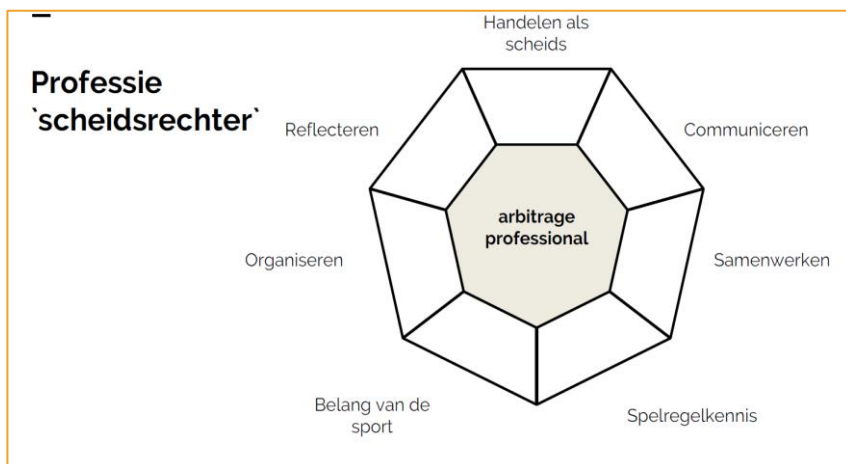 Professie
`scheidsrechter`
Handelen als
scheids
Reflecteren
Communiceren
arbitrage
professional
Organiseren
Samenwerken
Belang van de
sport
Spelregelkennis